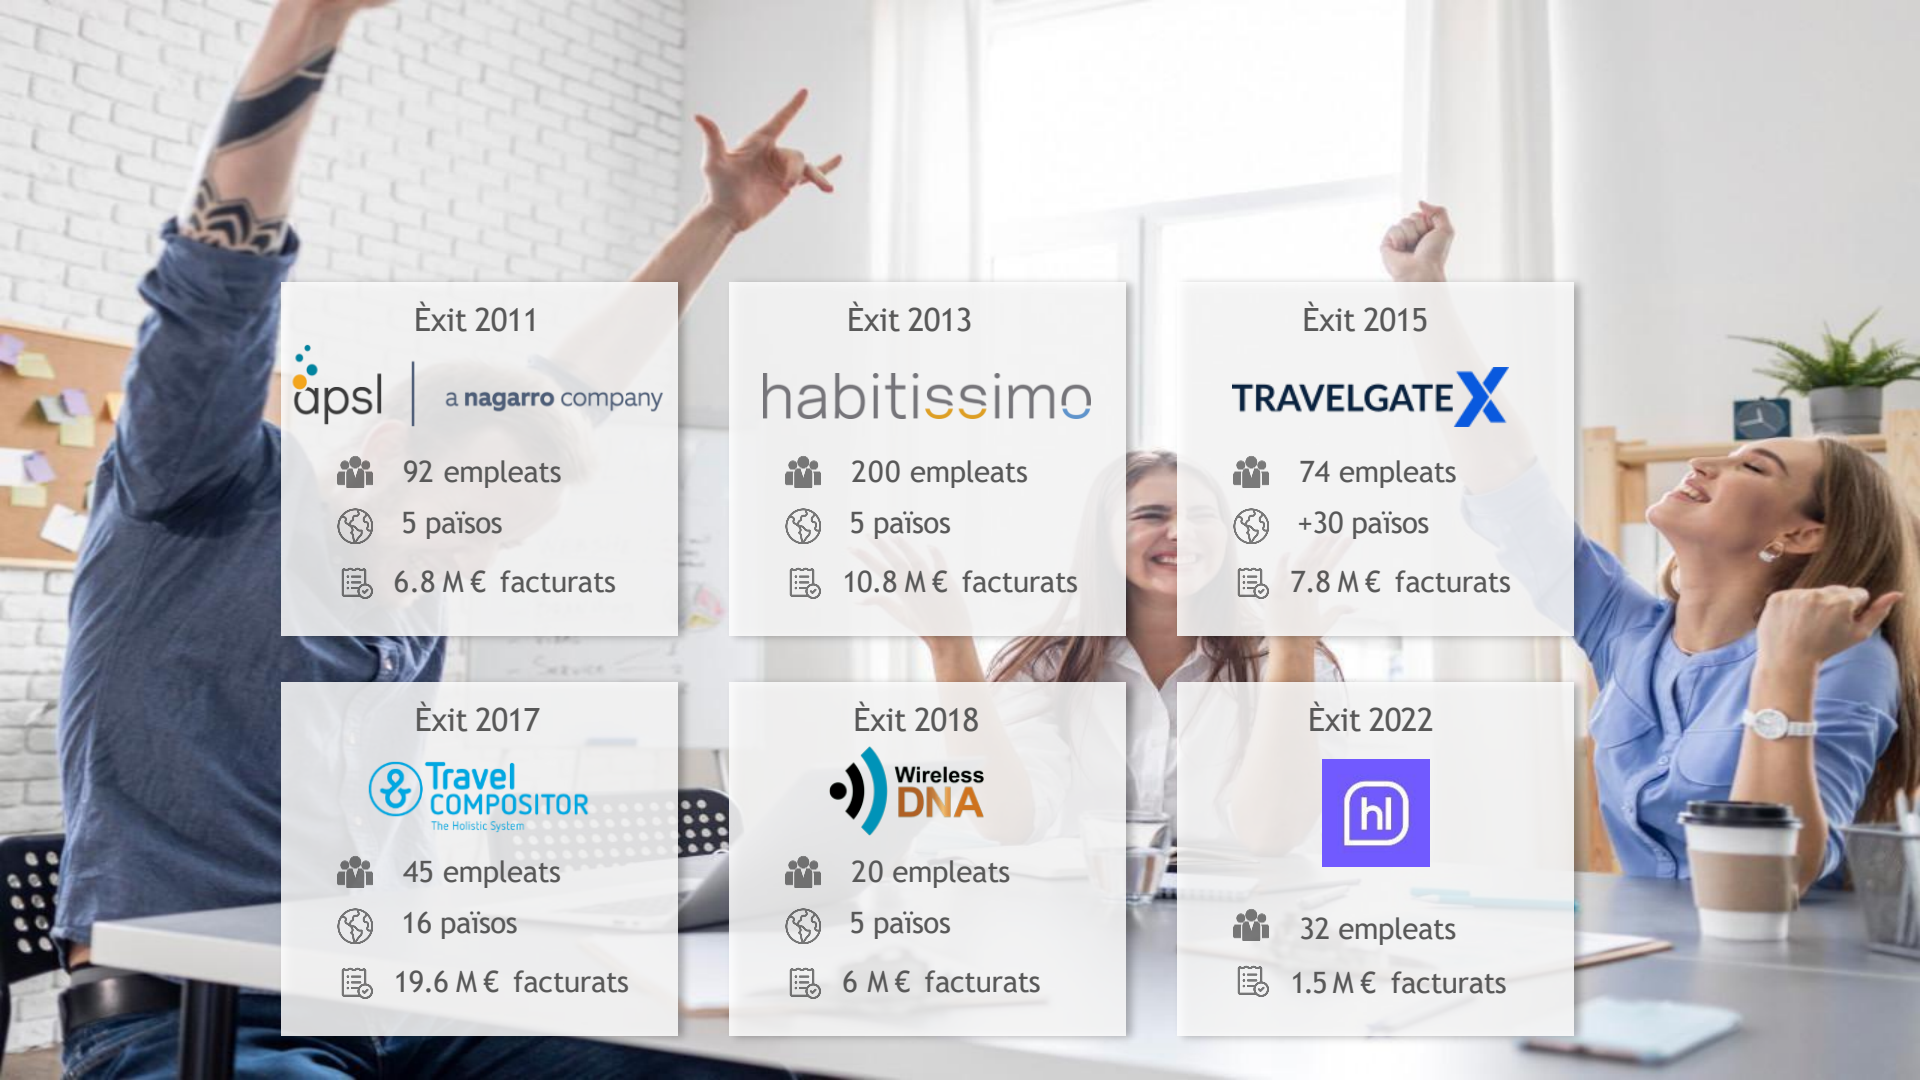 Èxit 2011
apsl | a nagarro company
92 empleats
5 països
6.8 M € facturats
Èxit 2013
habitissimo
200 empleats
5 països
10.8 M € facturats
Èxit 2015
TRAVELGATEX
74 empleats
+30 països
7.8 M € facturats
Èxit 2017
Travel
COMPOSITOR
The Holistic System
45 empleats
16 països
19.6 M € facturats
Èxit 2018
Wireless
DNA
20 empleats
5 països
6 M € facturats
Èxit 2022
hl
32 empleats
1.5 M € facturats